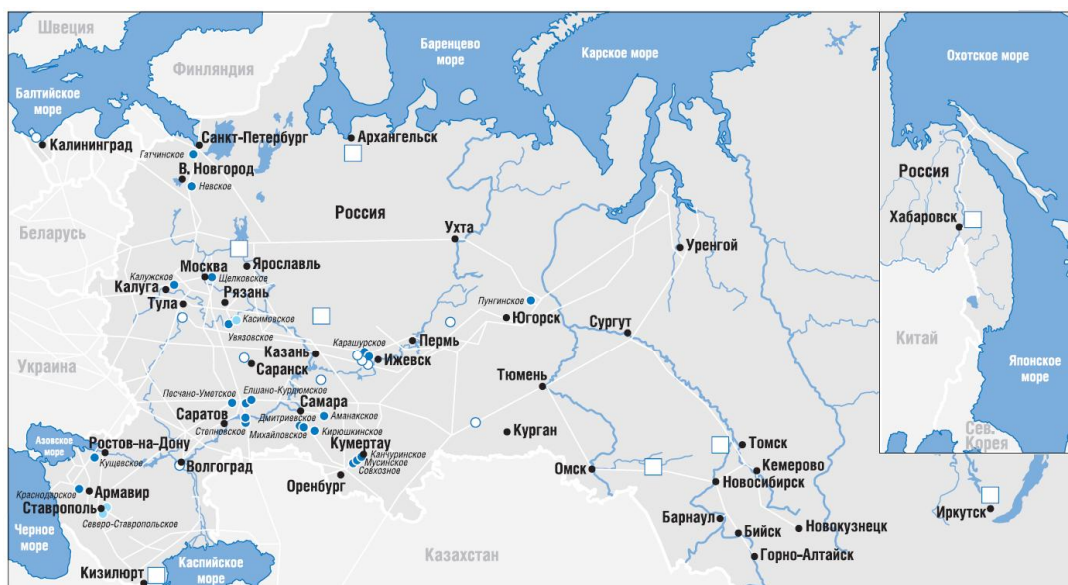 Швеция
Финляндия
Баренцево
море
Карское море
Охотское море
Балтийское
море
Калининград
Санкт-Петербург
Архангельск
Гатчинское
В. Новгород
Невское
Россия
Россия
Хабаровск
Беларусь
Ухта
Уренгой
Москва
Ярославль
Калужское
Щелковское
Калуга
Рязань
Тула
Касимовское
Увязовское
Пунгинское
Югорск
Сургут
Китай
Японское
море
Украина
Казань
Саранск
Карашурское
Пермь
Ижевск
Тюмень
Песчано-Уметское
Елшано-Курдюмское
Самара
Саратов
Дмитриевское
Аманакское
Степновское
Михайловское
Кирюшкинское
Курган
Сев.
Корея
Азовское
море
Ростов-на-Дону
Кущевское
Волгоград
Кумертау
Канчуринское
Мусинское
Совхозное
Оренбург
Омск
Томск
Кемерово
Новосибирск
Краснодарское
Армавир
Ставрополь
Северо-Ставропольское
Барнаул
Бийск
Новокузнецк
Горно-Алтайск
Иркутск
Черное
море
Каспийское
море
Кизилюрт
Казахстан